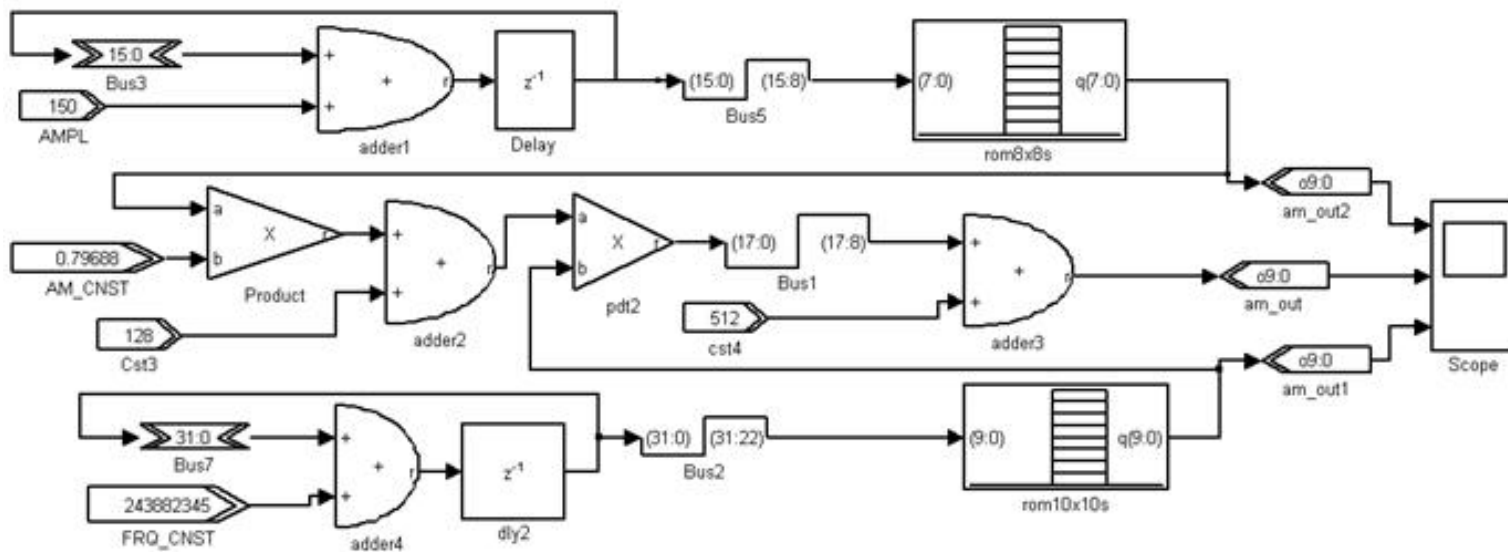 15:0
Bus3
150
AMPL
+
+
+
r
adder1
z⁻¹
Delay
(15:0)
(15:8)
Bus5
(7:0)
q(7:0)
rom8x8s
o9:0
am_out2
a
b
X
r
Product
0.79688
AM_CNST
128
Cst3
+
+
+
r
adder2
a
b
X
r
pdt2
(17:0)
(17:8)
Bus1
512
cst4
+
+
+
r
adder3
o9:0
am_out
o9:0
am_out1
Scope
31:0
Bus7
243882345
FRQ_CNST
+
+
+
r
adder4
z⁻¹
dly2
(31:0)
(31:22)
Bus2
(9:0)
q(9:0)
rom10x10s